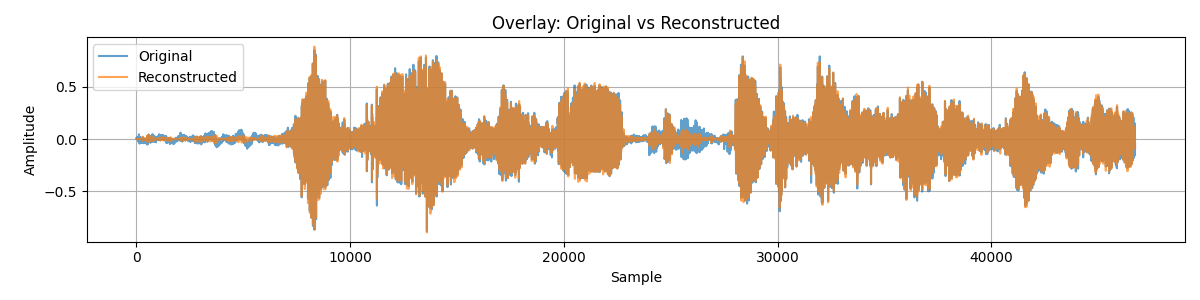 Overlay: Original vs Reconstructed
Original
Reconstructed
0.5
0.0
−0.5
Amplitude
0 10000 20000 30000 40000
Sample